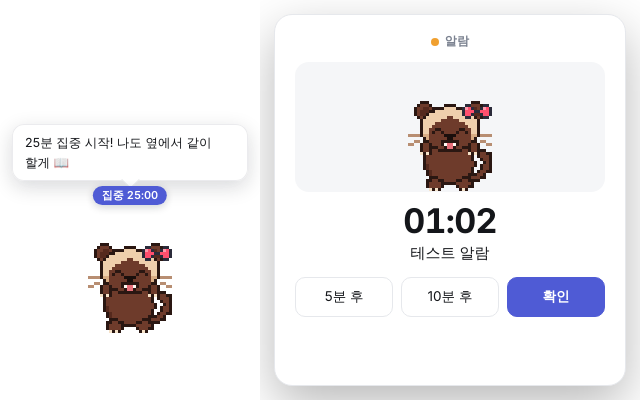 25분 집중 시작! 나도 옆에서 같이
할게 📖
집중 25:00
알람
01:02
테스트 알람
5분 후
10분 후
확인